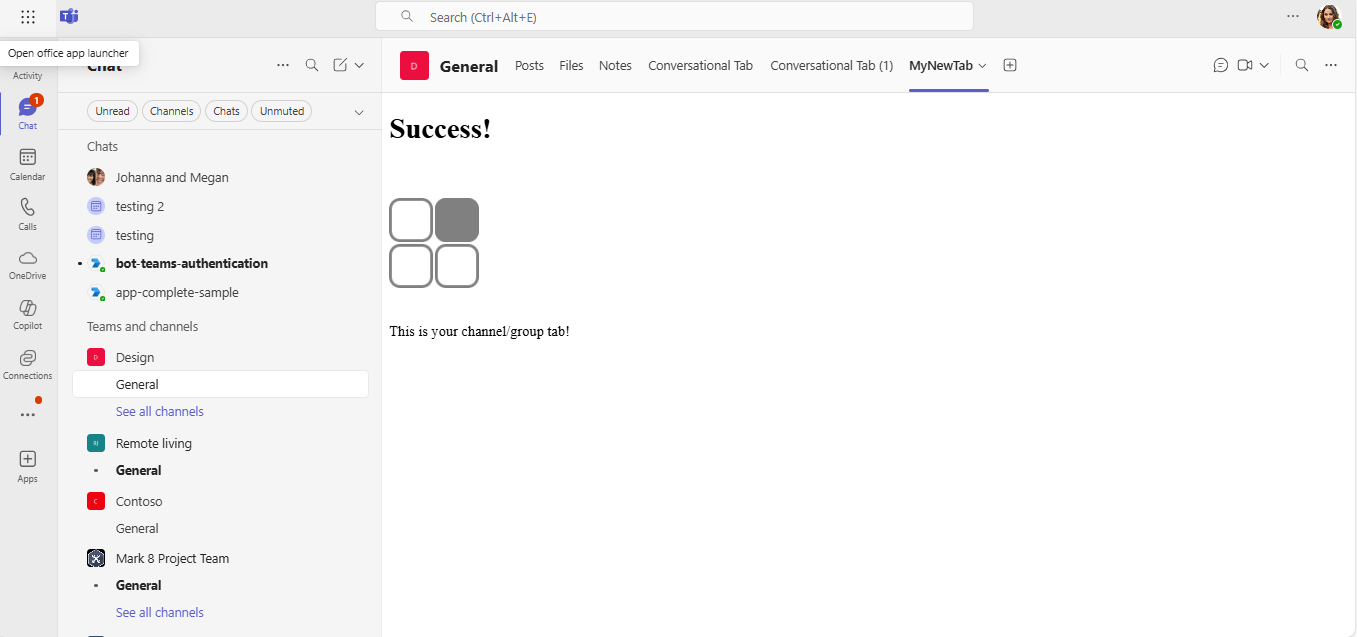 Search (Ctrl+Alt+E)
Open office app launcher
Activity
1
Chat
Calendar
Calls
OneDrive
Copilot
Connections
Apps
Chat
Unread
Channels
Chats
Unmuted
Chats
Johanna and Megan
testing 2
testing
bot-teams-authentication
app-complete-sample
Teams and channels
D
Design
General
See all channels
Remote living
General
C
Contoso
General
Mark 8 Project Team
General
See all channels
D
General
Posts
Files
Notes
Conversational Tab
Conversational Tab (1)
MyNewTab
Success!
This is your channel/group tab!